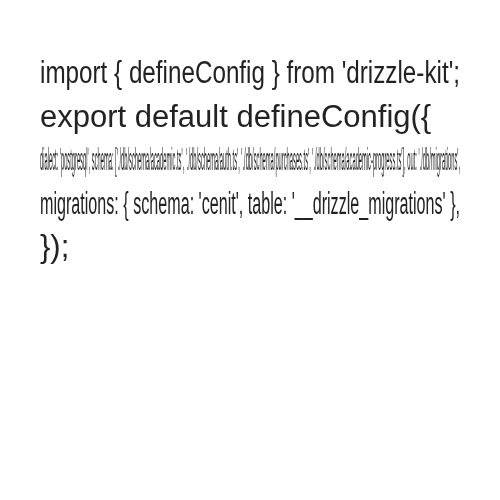 import { defineConfig } from 'drizzle-kit';
export default defineConfig({
dialect: 'postgresql', schema: ['./db/schema/academic.ts', './db/schema/auth.ts', './db/schema/purchases.ts', './db/schema/academic-progress.ts'], out: './db/migrations',
migrations: { schema: 'cenit', table: '__drizzle_migrations' },
});